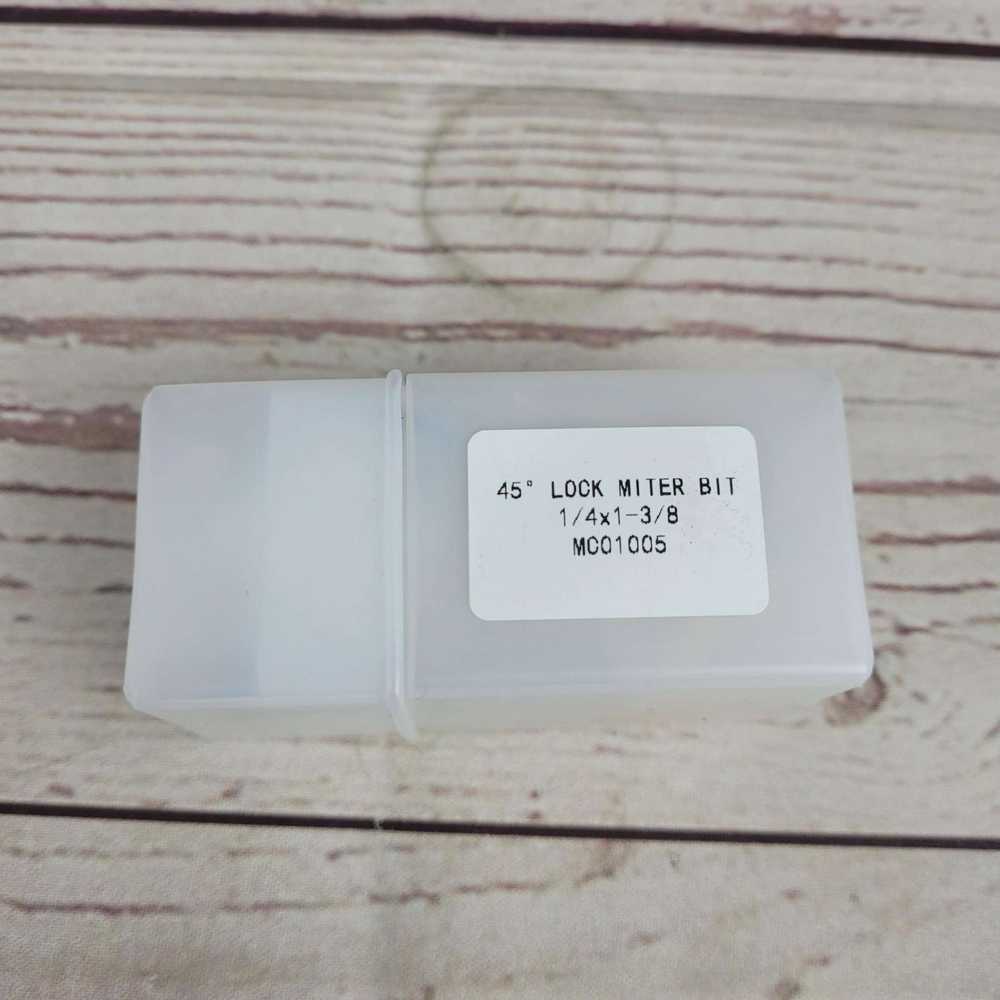 45° LOCK MITER BIT
1/4x1-3/8
MC01005